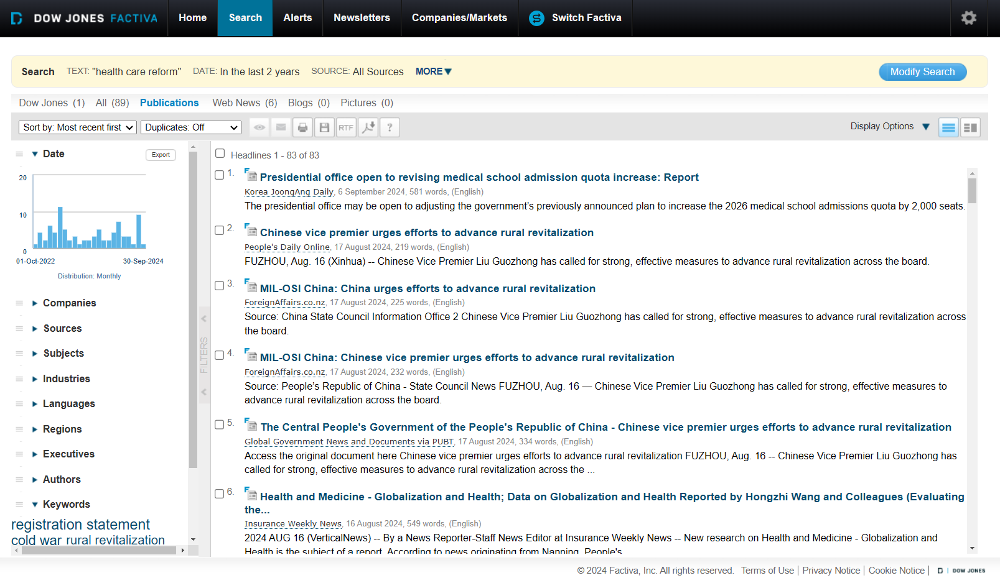 DOW JONES FACTIVA
Home
Search
Alerts
Newsletters
Companies/Markets
Switch Factiva
Search TEXT: "health care reform" DATE: In the last 2 years SOURCE: All Sources MORE
Modify Search
Dow Jones (1) All (89) Publications Web News (6) Blogs (0) Pictures (0)
Sort by: Most recent first
Duplicates: Off
RTF
?
Display Options
Date
Export
20
10
0
01-Oct-2022
30-Sep-2024
Distribution: Monthly
Companies
Sources
Subjects
Industries
Languages
Regions
Executives
Authors
Keywords
registration statement
cold war rural revitalization
FILTERS
Headlines 1 - 83 of 83
1. Presidential office open to revising medical school admission quota increase: Report
Korea JoongAng Daily, 6 September 2024, 581 words, (English)
The presidential office may be open to adjusting the government’s previously announced plan to increase the 2026 medical school admissions quota by 2,000 seats.
2. Chinese vice premier urges efforts to advance rural revitalization
People's Daily Online, 17 August 2024, 219 words, (English)
FUZHOU, Aug. 16 (Xinhua) -- Chinese Vice Premier Liu Guozhong has called for strong, effective measures to advance rural revitalization across the board.
3. MIL-OSI China: China urges efforts to advance rural revitalization
ForeignAffairs.co.nz, 17 August 2024, 225 words, (English)
Source: China State Council Information Office 2 Chinese Vice Premier Liu Guozhong has called for strong, effective measures to advance rural revitalization across
the board.
4. MIL-OSI China: Chinese vice premier urges efforts to advance rural revitalization
ForeignAffairs.co.nz, 17 August 2024, 232 words, (English)
Source: People’s Republic of China - State Council News FUZHOU, Aug. 16 — Chinese Vice Premier Liu Guozhong has called for strong, effective measures to
advance rural revitalization across the board.
5. The Central People's Government of the People's Republic of China - Chinese vice premier urges efforts to advance rural revitalization
Global Government News and Documents via PUBT, 17 August 2024, 334 words, (English)
Access the original document here Chinese vice premier urges efforts to advance rural revitalization FUZHOU, Aug. 16 -- Chinese Vice Premier Liu Guozhong has
called for strong, effective measures to advance rural revitalization across the ...
6. Health and Medicine - Globalization and Health; Data on Globalization and Health Reported by Hongzhi Wang and Colleagues (Evaluating
the...
Insurance Weekly News, 16 August 2024, 549 words, (English)
2024 AUG 16 (VerticalNews) -- By a News Reporter-Staff News Editor at Insurance Weekly News -- New research on Health and Medicine - Globalization and
Health is the subject of a report. According to news originating from Nanning, People's
© 2024 Factiva, Inc. All rights reserved. Terms of Use | Privacy Notice | Cookie Notice | DOW JONES